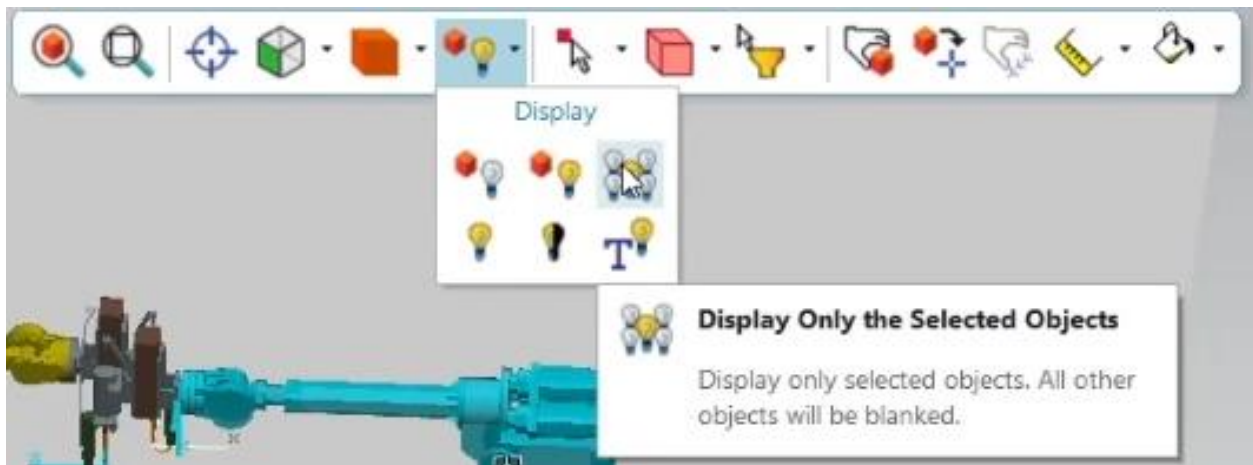 Display
T
Display Only the Selected Objects
Display only selected objects. All other
objects will be blanked.
x